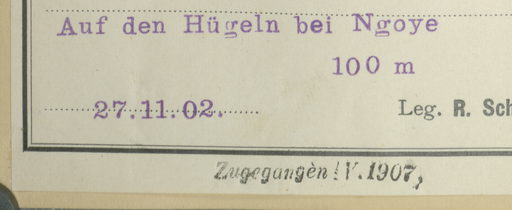 Auf den Hügeln bei Ngoye
100 m
27.11.02. Leg. R. Sch
Zugegangen V. 1907,